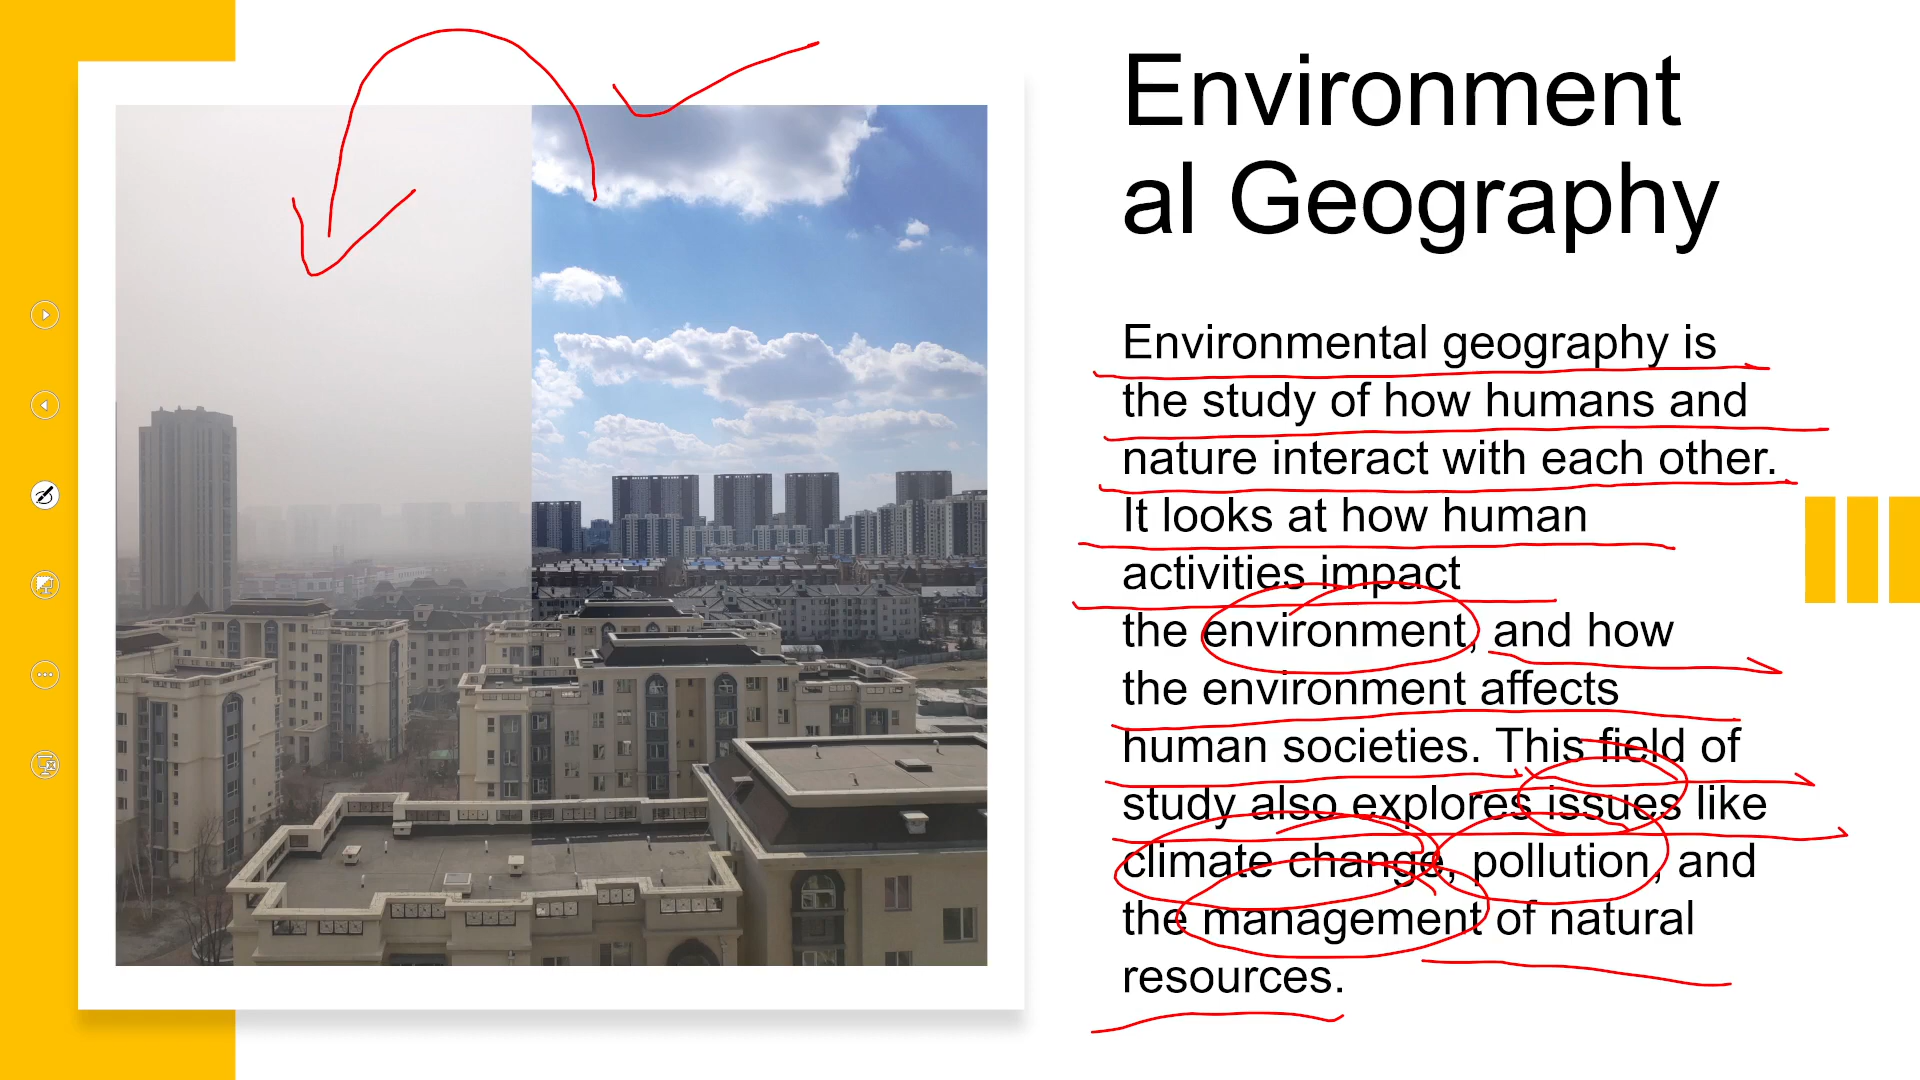 Environment
al Geography
Environmental geography is
the study of how humans and
nature interact with each other.
It looks at how human
activities impact
the environment, and how
the environment affects
human societies. This field of
study also explores issues like
climate change, pollution, and
the management of natural
resources.